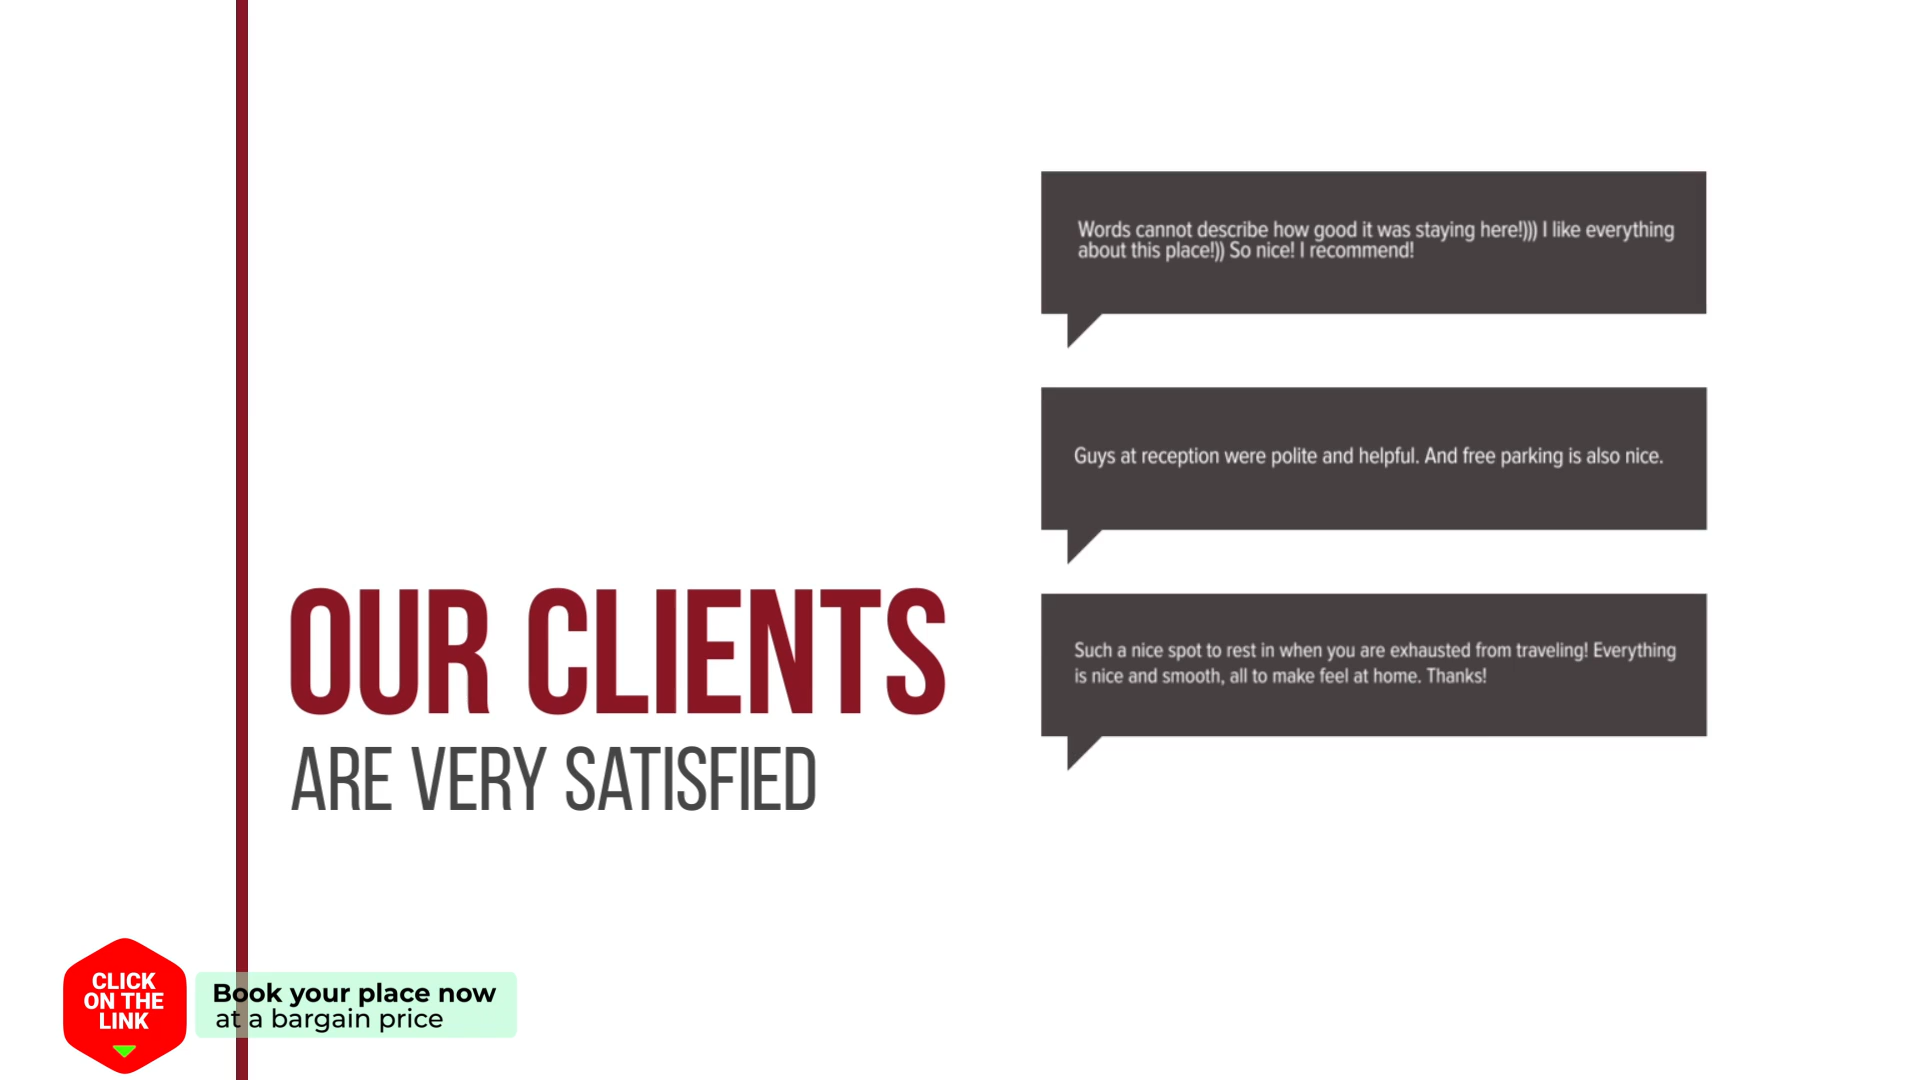 Words cannot describe how good it was staying here!))) I like everything
about this place!)) So nice! I recommend!
Guys at reception were polite and helpful. And free parking is also nice.
Such a nice spot to rest in when you are exhausted from traveling! Everything
is nice and smooth, all to make feel at home. Thanks!
OUR CLIENTS
ARE VERY SATISFIED
CLICK
ON THE
LINK
Book your place now
at a bargain price